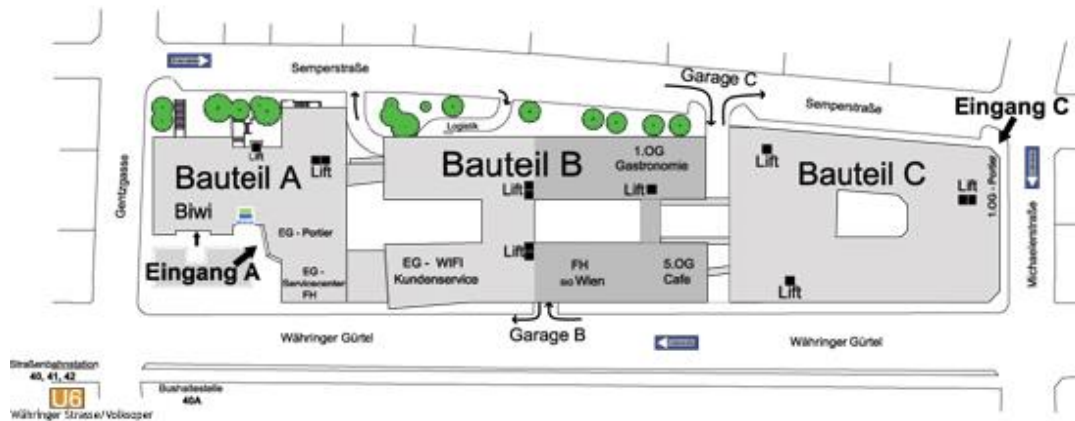 Semperstraße
Garage C
Semperstraße
Eingang C
Logistik
Lift
Bauteil A
Lift
Bauteil B
1.OG
Gastronomie
Lift
Lift
Lift
Bauteil C
Lift
1.OG - Portier
Gentzgasse
Biwi
EG - Portier
Eingang A
EG -
Servicecenter
FH
EG - WIFI
Kundenservice
Lift
FH
Wien
5.OG
Cafe
Lift
Michaelerstraße
Garage B
Währinger Gürtel
Währinger Gürtel
Straßenbahnstation
40, 41, 42
U6
Währinger Strasse/Volksoper
Bushaltestelle
40A